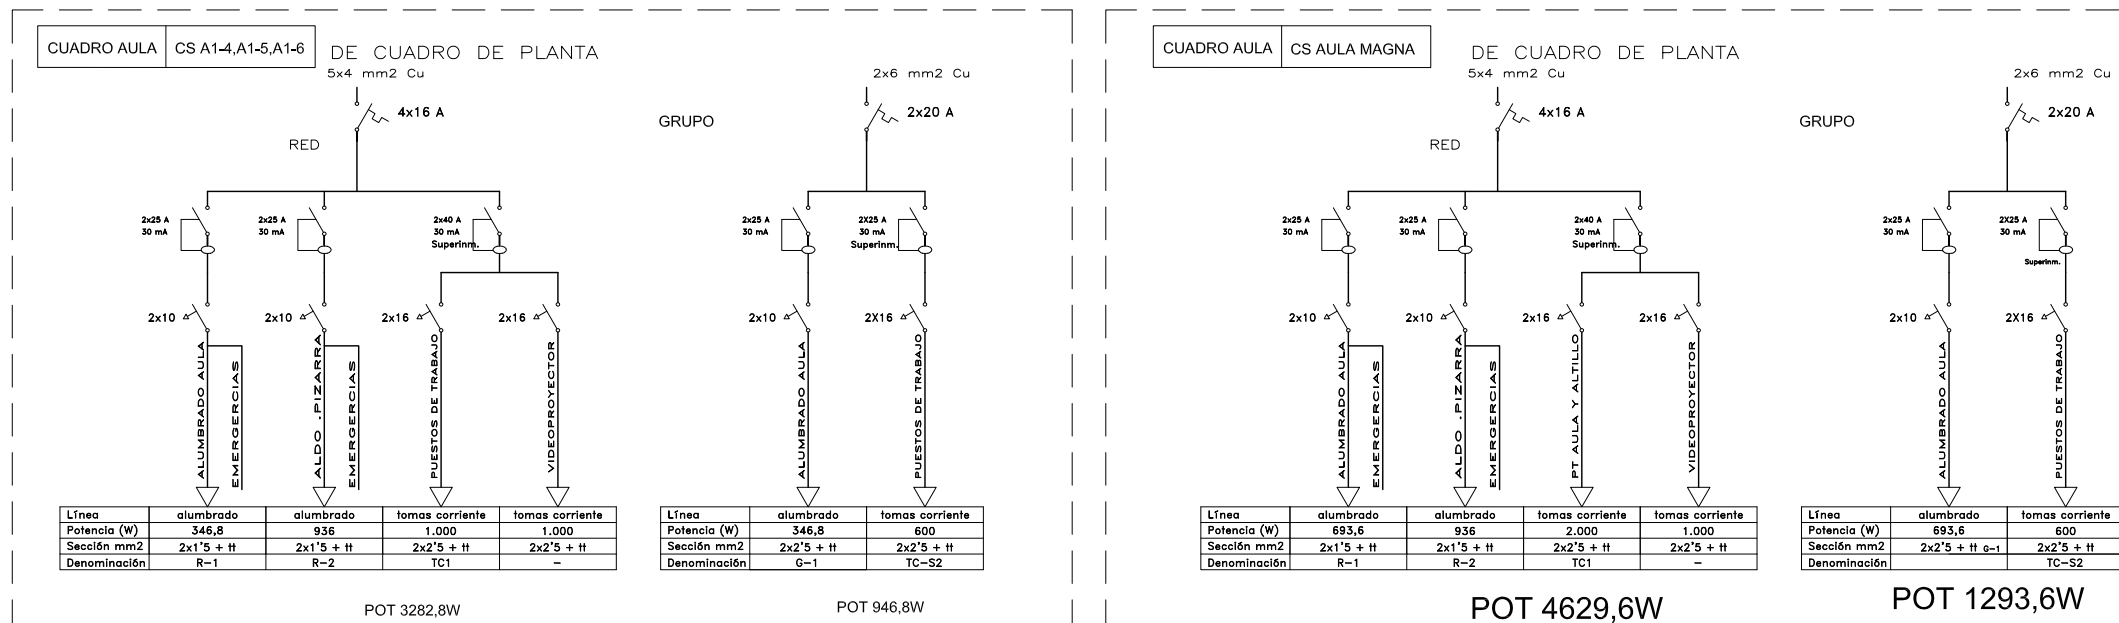 CUADRO AULA CS A1-4,A1-5,A1-6
DE CUADRO DE PLANTA
5x4 mm2 Cu
4x16 A
RED
2x25 A
30 mA
2x25 A
30 mA
2x40 A
30 mA
Superinm.
2x10
2x10
2x16
2x16
ALUMBRADO AULA
EMERGERCIAS
ALDO .PIZARRA
EMERGERCIAS
PUESTOS DE TRABAJO
VIDEOPROYECTOR
Línea alumbrado alumbrado tomas corriente tomas corriente
Potencia (W) 346,8 936 1.000 1.000
Sección mm2 2x1'5 + tt 2x1'5 + tt 2x2'5 + tt 2x2'5 + tt
Denominación R-1 R-2 TC1 -
POT 3282,8W
2x6 mm2 Cu
2x20 A
GRUPO
2x25 A
30 mA
2X25 A
30 mA
Superinm.
2x10
2X16
ALUMBRADO AULA
PUESTOS DE TRABAJO
Línea alumbrado tomas corriente
Potencia (W) 346,8 600
Sección mm2 2x2'5 + tt 2x2'5 + tt
Denominación G-1 TC-S2
POT 946,8W
CUADRO AULA CS AULA MAGNA
DE CUADRO DE PLANTA
5x4 mm2 Cu
4x16 A
RED
2x25 A
30 mA
2x25 A
30 mA
2x40 A
30 mA
Superinm.
2x10
2x10
2x16
2x16
ALUMBRADO AULA
EMERGERCIAS
ALDO .PIZARRA
EMERGERCIAS
PT AULA Y ALTILLO
VIDEOPROYECTOR
Línea alumbrado alumbrado tomas corriente tomas corriente
Potencia (W) 693,6 936 2.000 1.000
Sección mm2 2x1'5 + tt 2x1'5 + tt 2x2'5 + tt 2x2'5 + tt
Denominación R-1 R-2 TC1 -
POT 4629,6W
2x6 mm2 Cu
2x20 A
GRUPO
2x25 A
30 mA
2X25 A
30 mA
Superinm.
2x10
2X16
ALUMBRADO AULA
PUESTOS DE TRABAJO
Línea alumbrado tomas corriente
Potencia (W) 693,6 600
Sección mm2 2x2'5 + tt G-1 2x2'5 + tt
Denominación TC-S2
POT 1293,6W